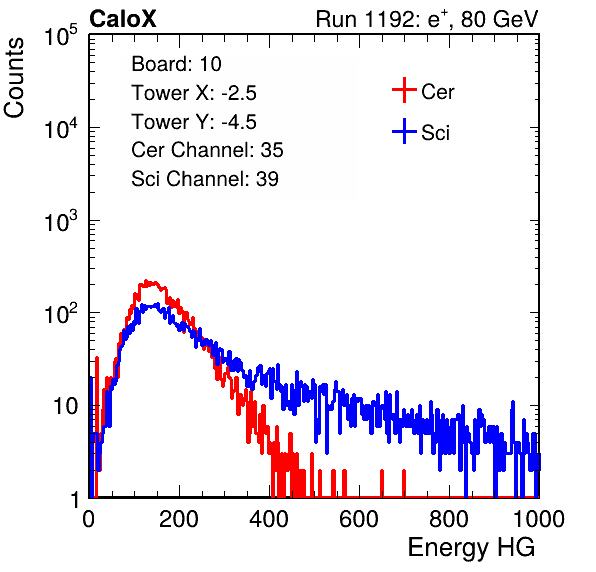 CaloX Run 1192: e⁺, 80 GeV
Counts
Board: 10
Tower X: -2.5
Tower Y: -4.5
Cer Channel: 35
Sci Channel: 39
Cer
Sci
10⁵
10⁴
10³
10²
10
1
0 200 400 600 800 1000
Energy HG